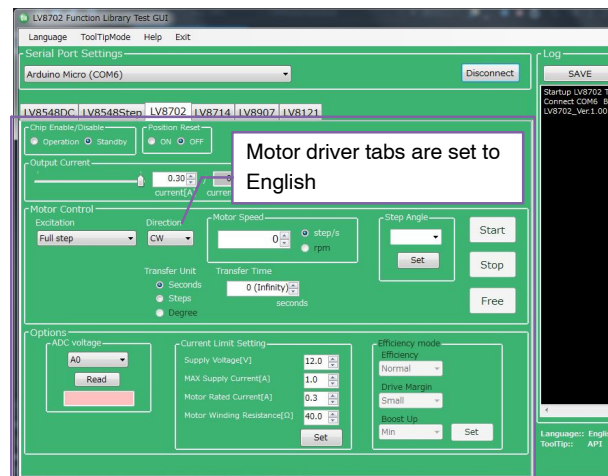 LV8702 Function Library Test GUI
Language ToolTipMode Help Exit
Serial Port Settings
Arduino Micro (COM6)
Disconnect
LV8548DC LV8548Step LV8702 LV8714 LV8907 LV8121
Chip Enable/Disable
Operation Standby
Position Reset
ON OFF
Motor driver tabs are set to
English
Output Current
0.30 /
current[A]
Motor Control
Excitation
Full step
Direction
CW
Motor Speed
0
step/s
rpm
Step Angle
Set
Start
Stop
Free
Transfer Unit
Seconds
Steps
Degree
Transfer Time
0 (Infinity)
seconds
Options
ADC voltage
A0
Read
Current Limit Setting
Supply Voltage[V] 12.0
MAX Supply Current[A] 1.0
Motor Rated Current[A] 0.3
Motor Winding Resistance[Ω] 40.0
Set
Efficiency mode
Efficiency
Normal
Drive Margin
Small
Boost Up
Min
Set
Log
SAVE
Startup LV8702 T
Connect COM6 B
LV8702_Ver.1.00
Language:: Englis
ToolTip:: API